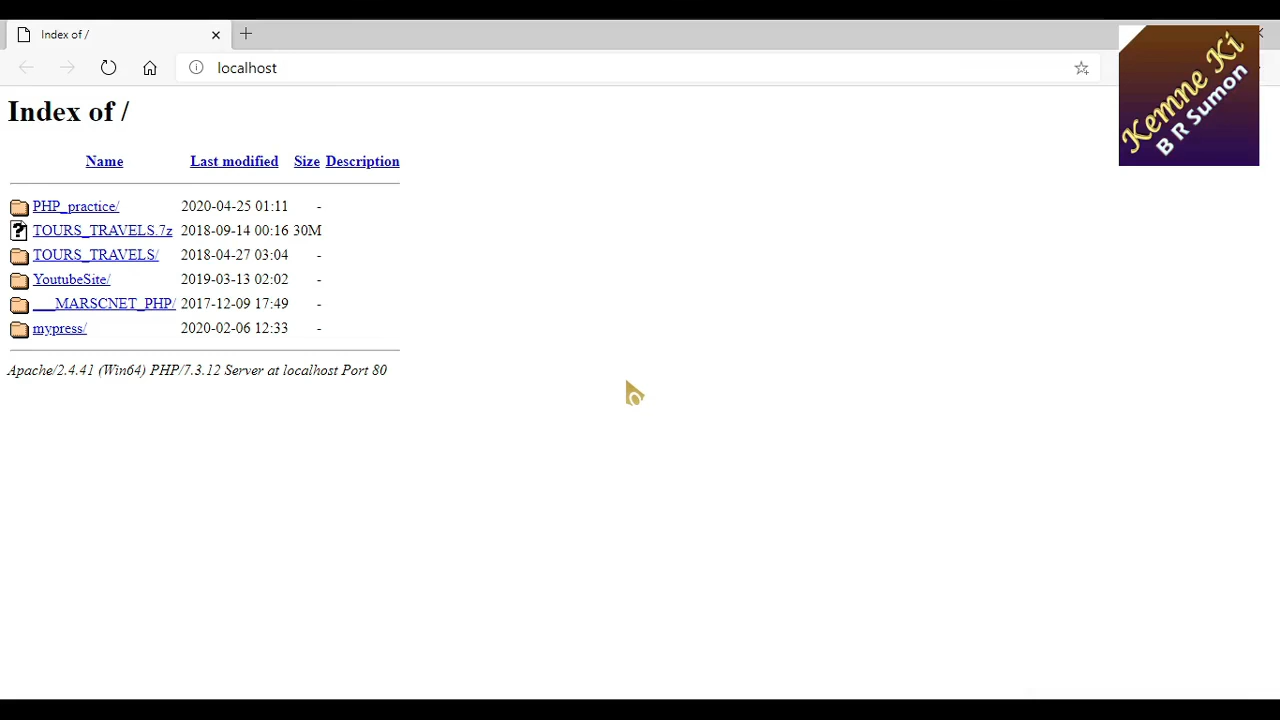 Index of /
localhost
Kemne Ki
B R Sumon
Index of /
Name Last modified Size Description
PHP_practice/ 2020-04-25 01:11 -
TOURS_TRAVELS.7z 2018-09-14 00:16 30M
TOURS_TRAVELS/ 2018-04-27 03:04 -
YoutubeSite/ 2019-03-13 02:02 -
___MARSCNET_PHP/ 2017-12-09 17:49 -
mypress/ 2020-02-06 12:33 -
Apache/2.4.41 (Win64) PHP/7.3.12 Server at localhost Port 80